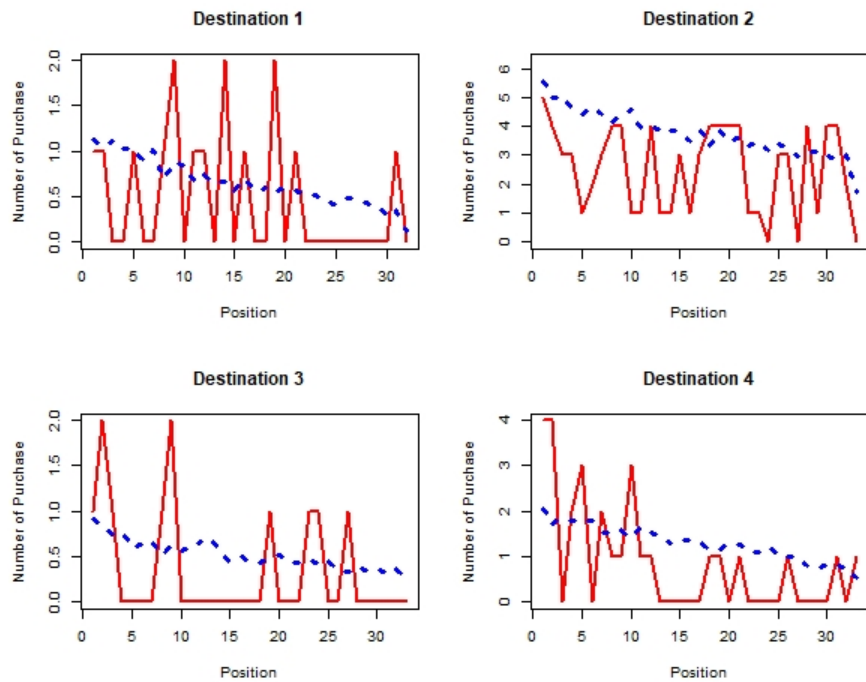 Destination 1
Number of Purchase
0.0 0.5 1.0 1.5 2.0
0 5 10 15 20 25 30
Position
Destination 2
Number of Purchase
0 1 2 3 4 5 6
0 5 10 15 20 25 30
Position
Destination 3
Number of Purchase
0.0 0.5 1.0 1.5 2.0
0 5 10 15 20 25 30
Position
Destination 4
Number of Purchase
0 1 2 3 4
0 5 10 15 20 25 30
Position